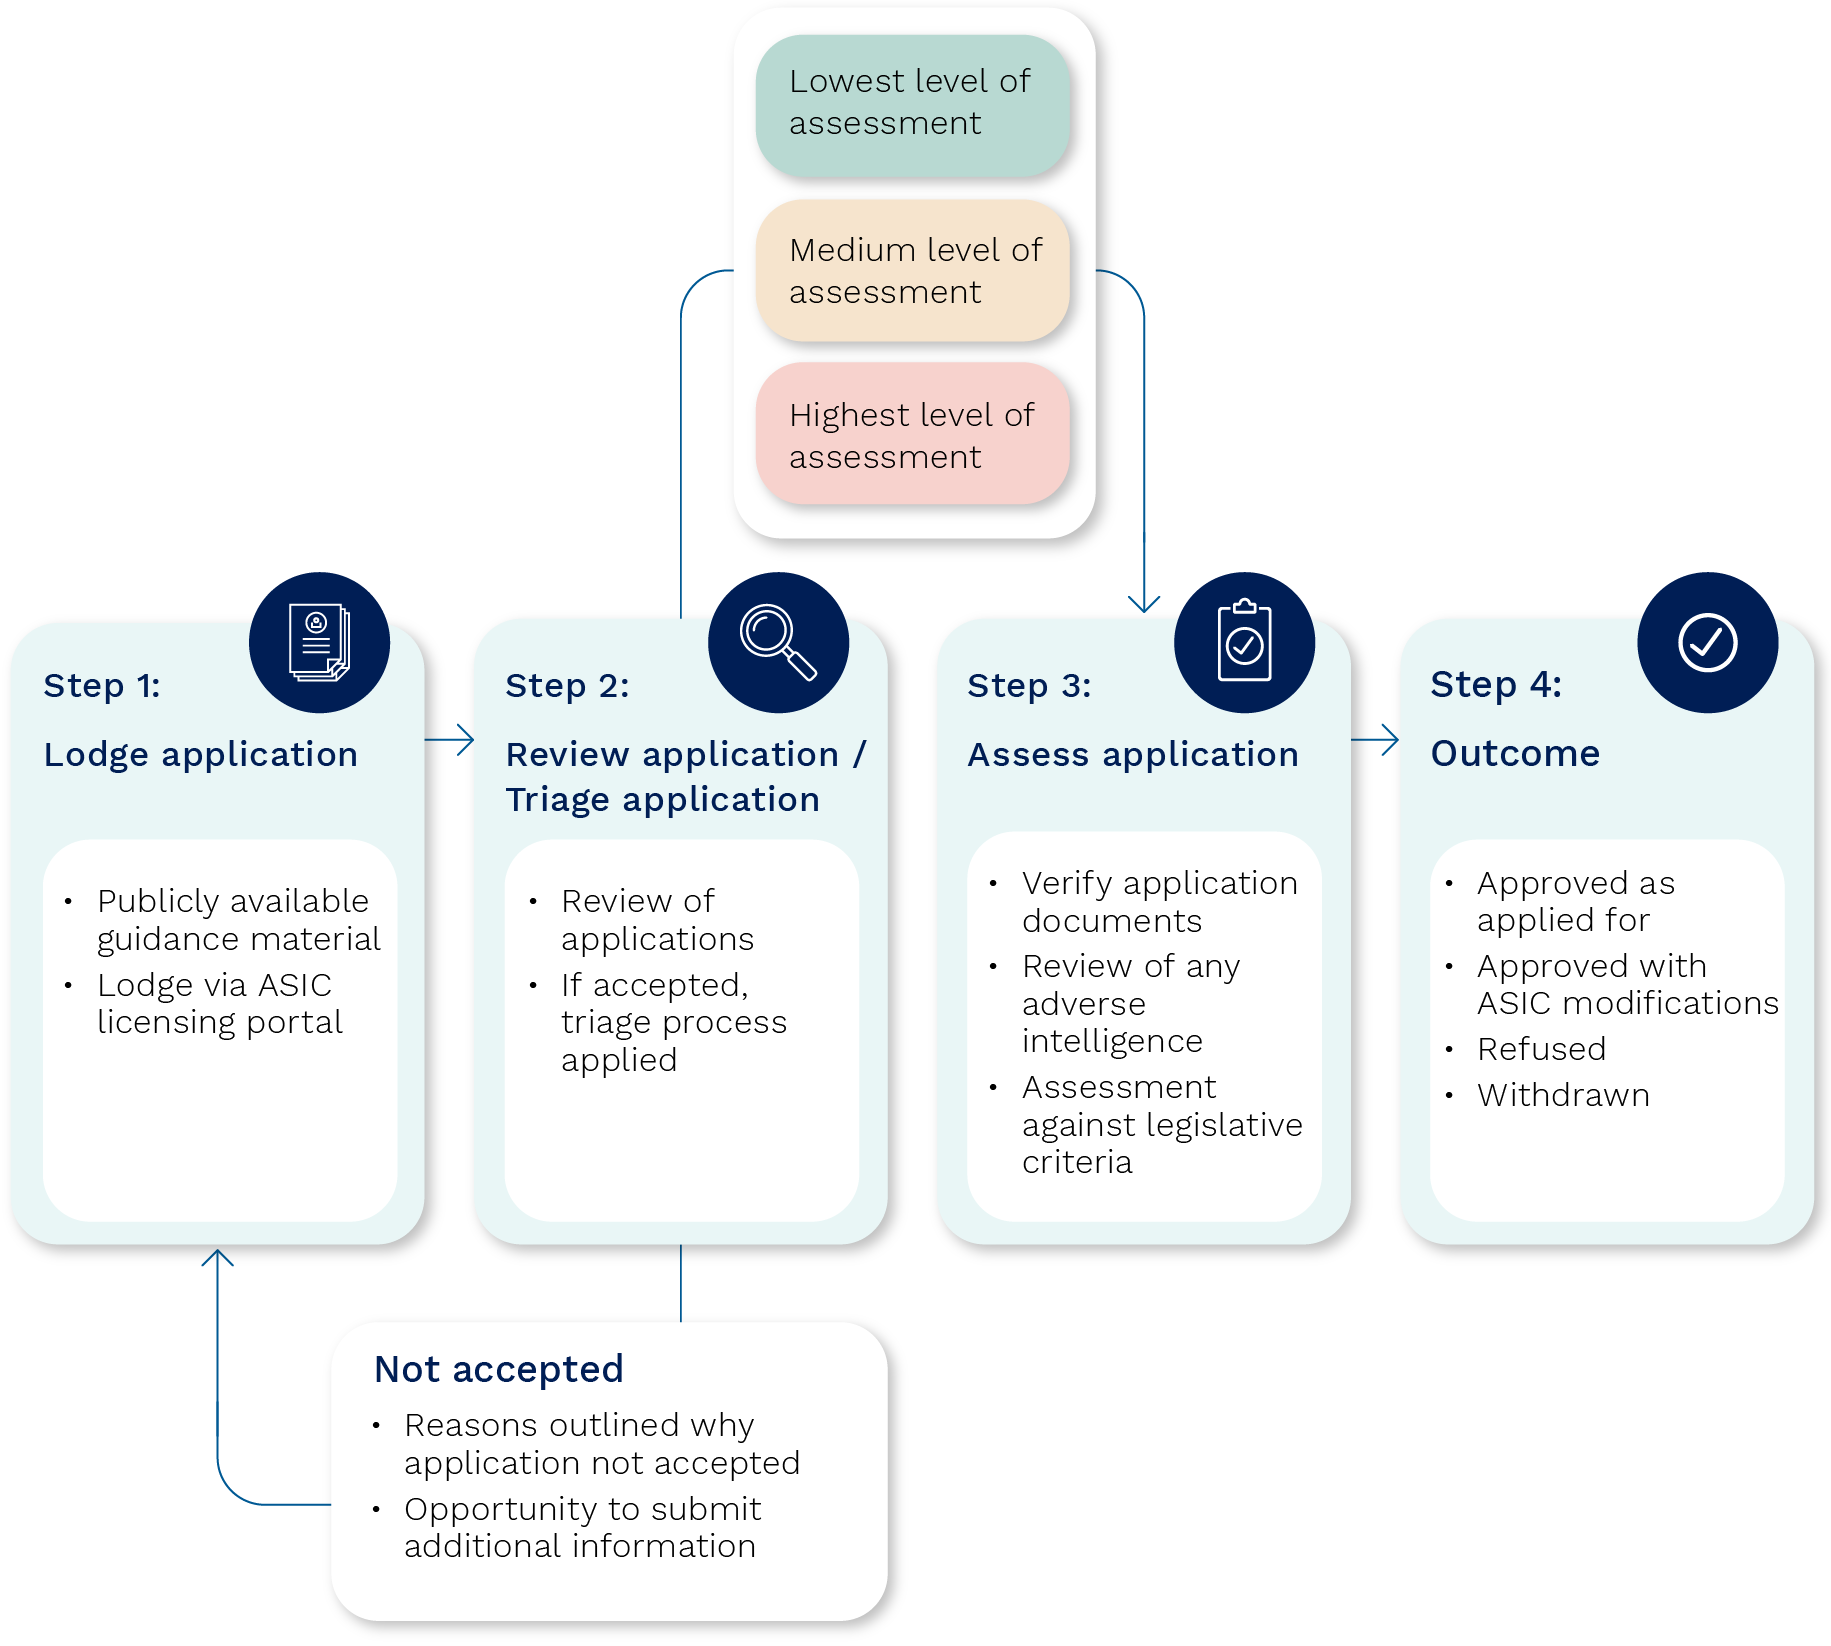 Lowest level of
assessment
Medium level of
assessment
Highest level of
assessment
Step 1:
Lodge application
• Publicly available
guidance material
• Lodge via ASIC
licensing portal
Step 2:
Review application /
Triage application
• Review of
applications
• If accepted,
triage process
applied
Step 3:
Assess application
• Verify application
documents
• Review of any
adverse
intelligence
• Assessment
against legislative
criteria
Step 4:
Outcome
• Approved as
applied for
• Approved with
ASIC modifications
• Refused
• Withdrawn
Not accepted
• Reasons outlined why
application not accepted
• Opportunity to submit
additional information